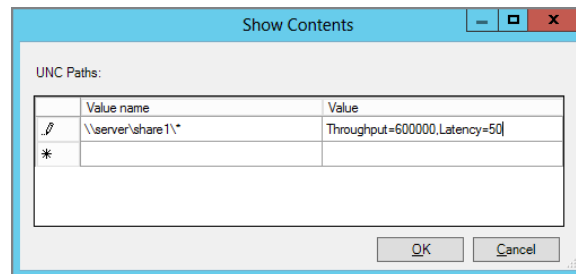 Show Contents
UNC Paths:
Value name Value
\\server\share1\* Throughput=600000,Latency=50
OK Cancel